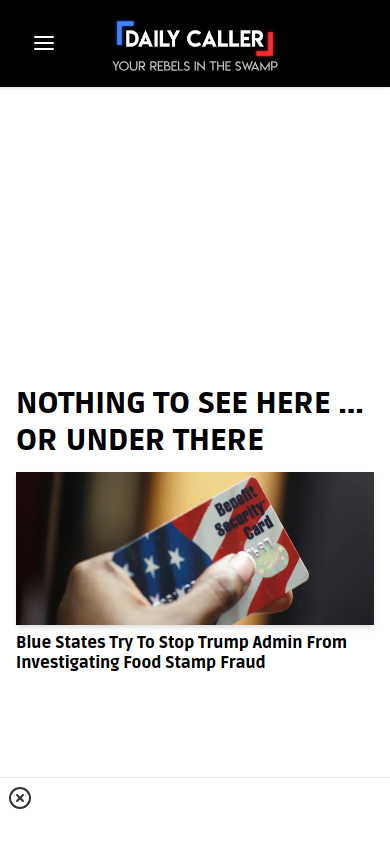 DAILY CALLER
YOUR REBELS IN THE SWAMP
NOTHING TO SEE HERE ...
OR UNDER THERE
Benefit
Security
Card
Blue States Try To Stop Trump Admin From
Investigating Food Stamp Fraud